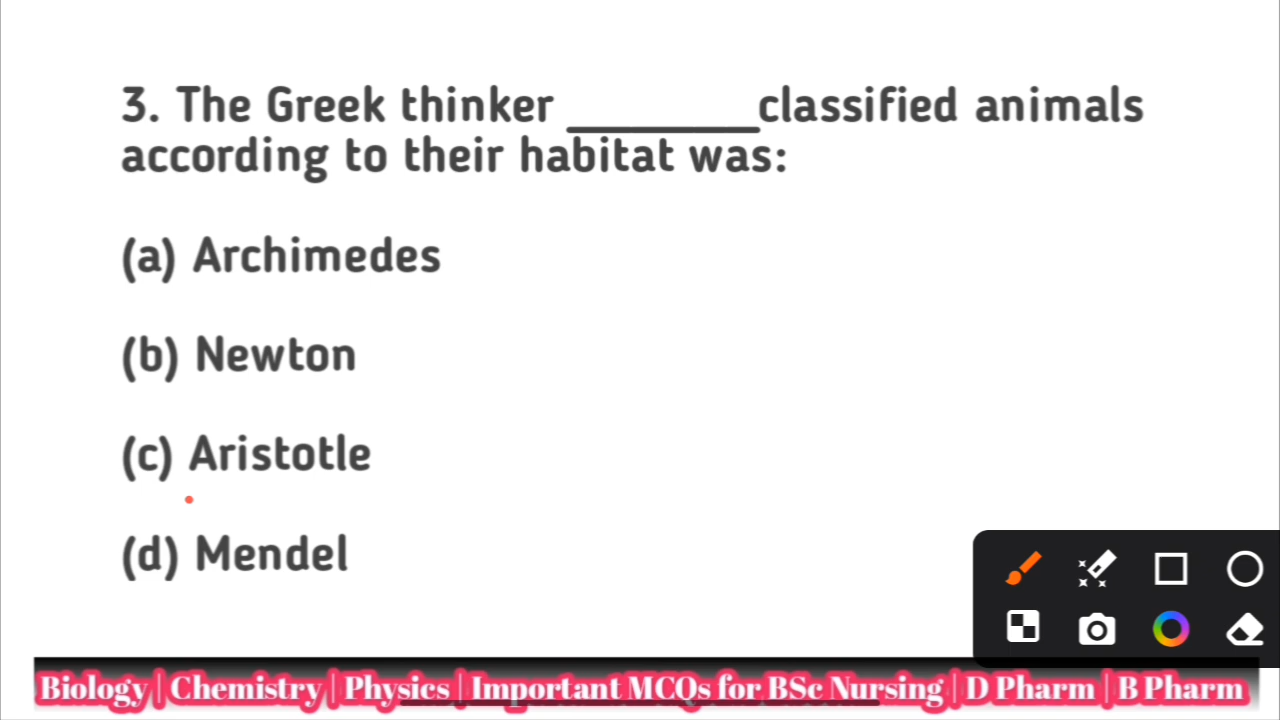 3. The Greek thinker ________classified animals
according to their habitat was:
(a) Archimedes
(b) Newton
(c) Aristotle
(d) Mendel
Biology | Chemistry | Physics | Important MCQs for BSc Nursing | D Pharm | B Pharm